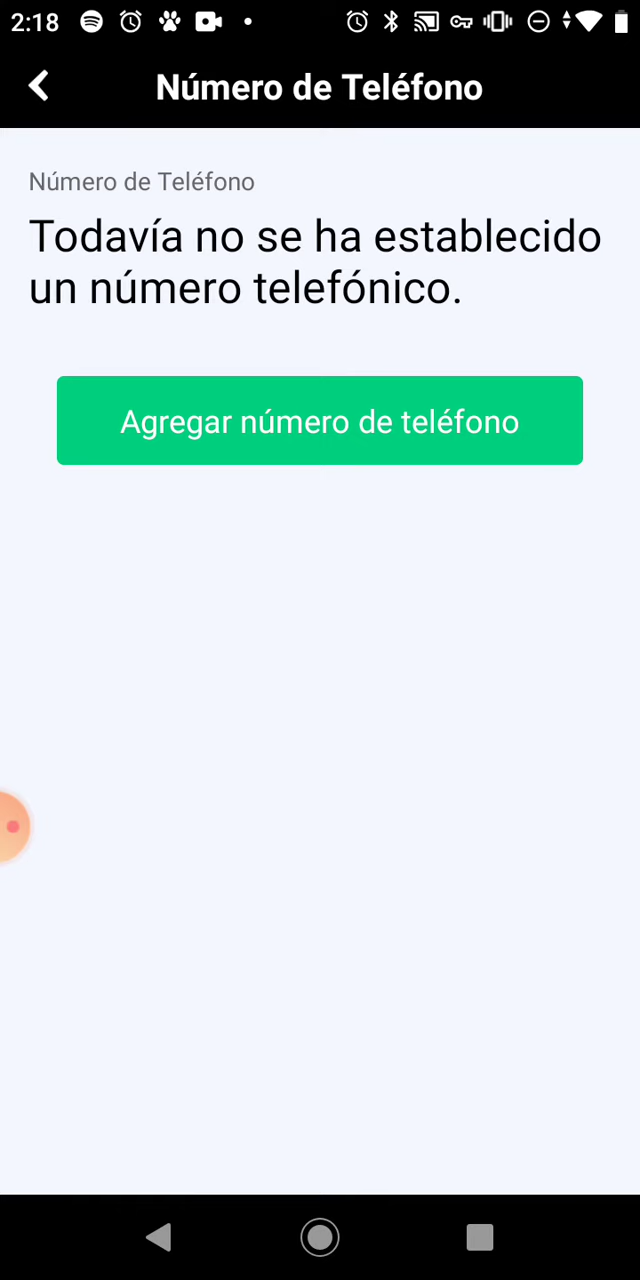 2:18
Número de Teléfono
Número de Teléfono
Todavía no se ha establecido
un número telefónico.
Agregar número de teléfono